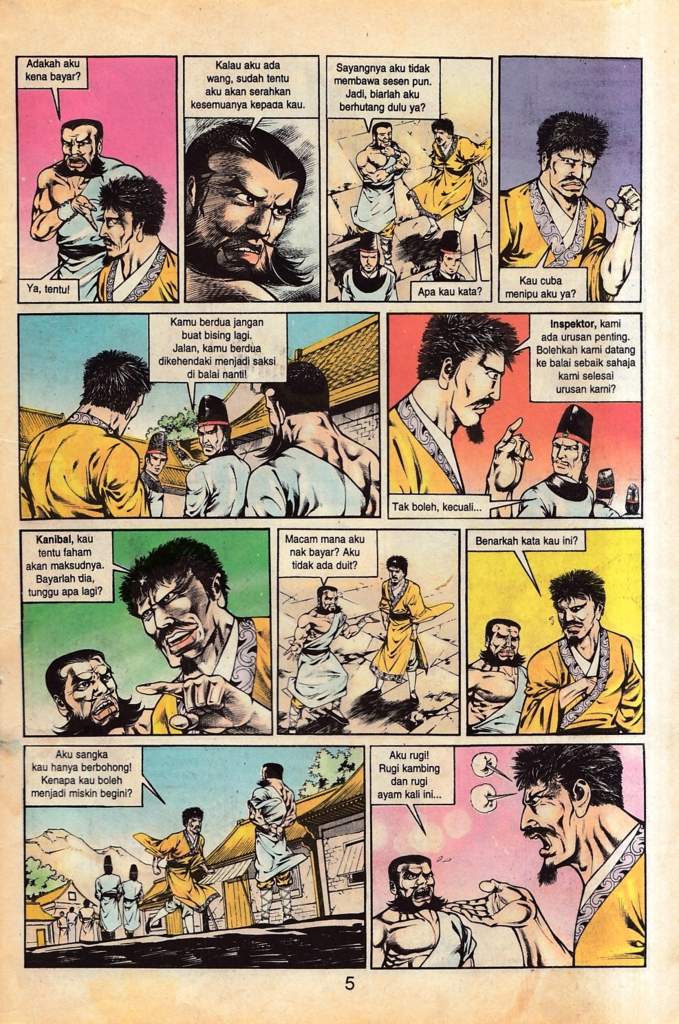 Adakah aku
kena bayar?
Ya, tentu!
Kalau aku ada
wang, sudah tentu
aku akan serahkan
kesemuanya kepada kau.
Sayangnya aku tidak
membawa sesen pun.
Jadi, biarlah aku
berhutang dulu ya?
Apa kau kata?
Kau cuba
menipu aku ya?
Kamu berdua jangan
buat bising lagi.
Jalan, kamu berdua
dikehendaki menjadi saksi
di balai nanti!
Inspektor, kami
ada urusan penting.
Bolehkah kami datang
ke balai sebaik sahaja
kami selesai
urusan kami?
Tak boleh, kecuali...
Kanibal, kau
tentu faham
akan maksudnya.
Bayarlah dia,
tunggu apa lagi?
Macam mana aku
nak bayar? Aku
tidak ada duit?
Benarkah kata kau ini?
Aku sangka
kau hanya berbohong!
Kenapa kau boleh
menjadi miskin begini?
Aku rugi!
Rugi kambing
dan rugi
ayam kali ini...
5